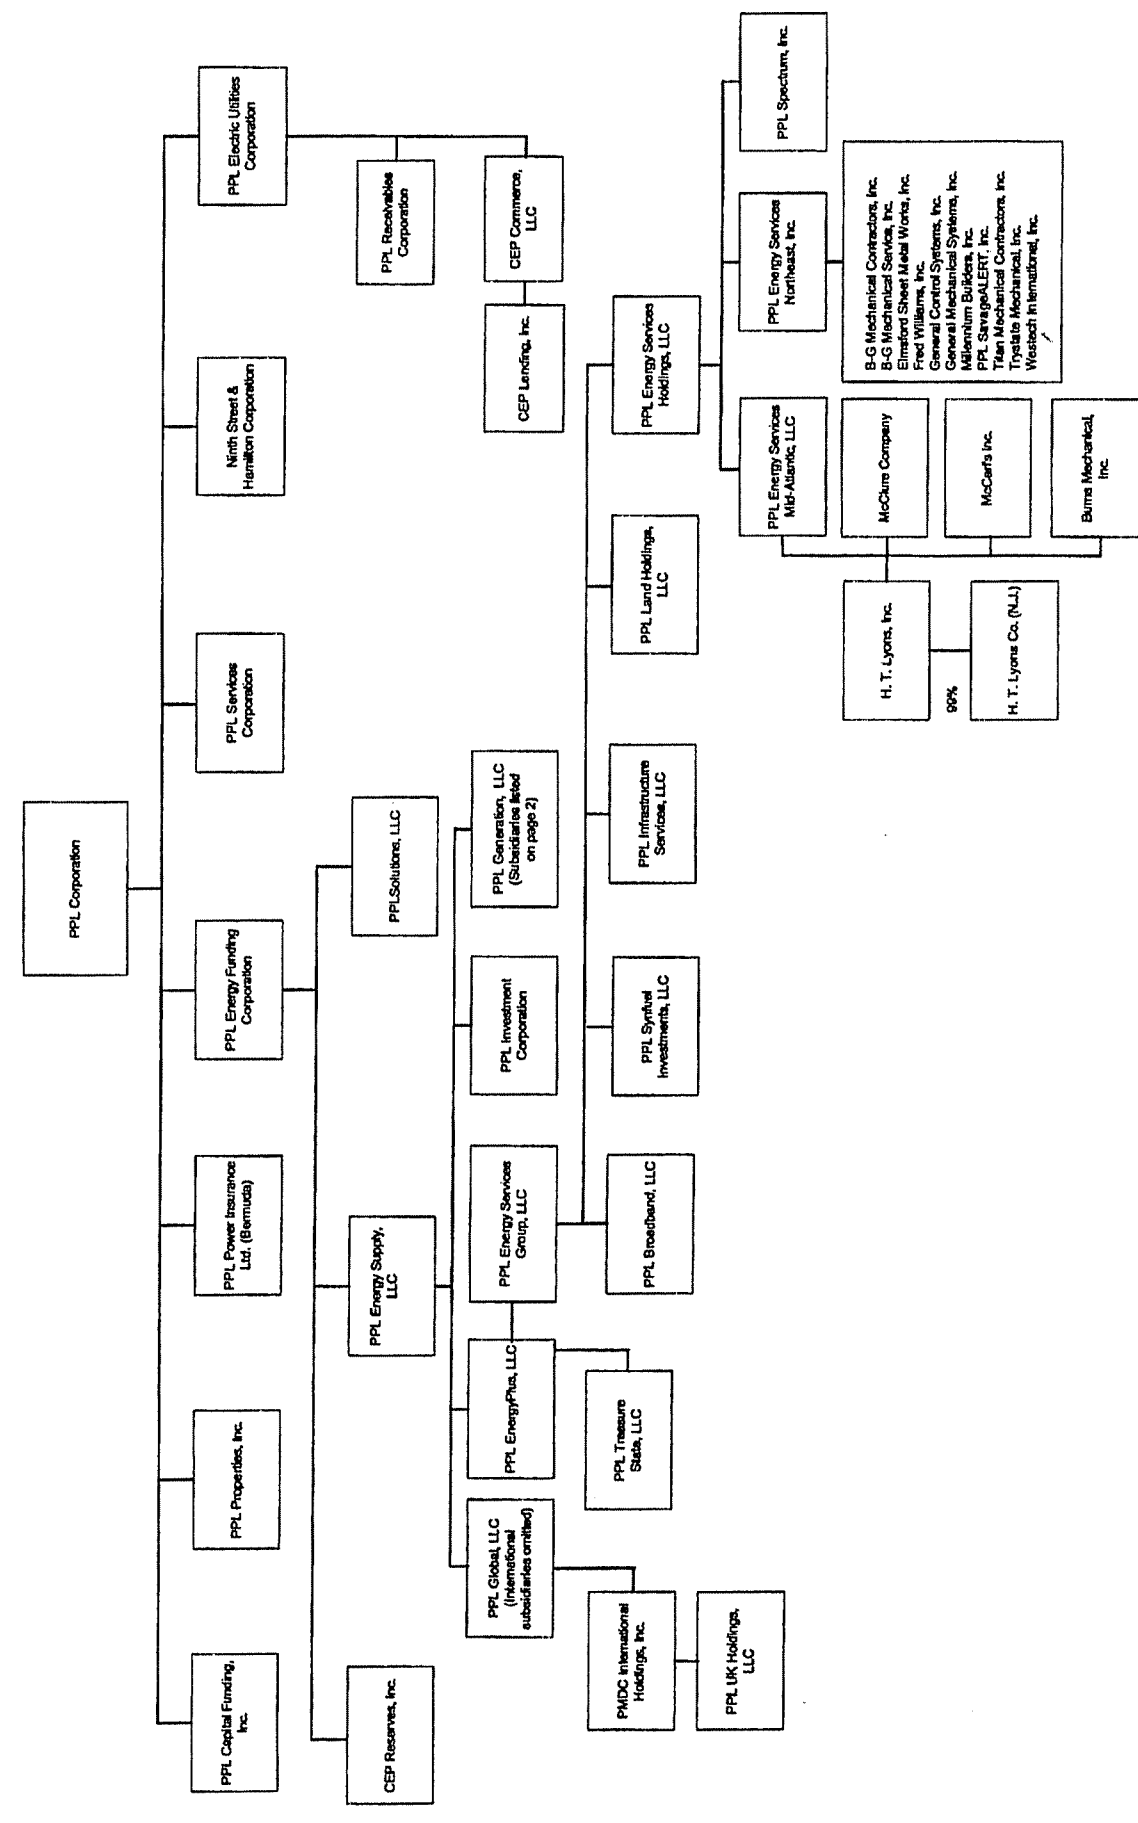 PPL Corporation
PPL Capital Funding,
Inc.
PPL Properties, Inc.
PPL Power Insurance
Ltd. (Bermuda)
PPL Energy Funding
Corporation
PPL Services
Corporation
Ninth Street &
Hamilton Corporation
PPL Electric Utilities
Corporation
CEP Reserves, Inc.
PPL Energy Supply,
LLC
PPLSolutions, LLC
PPL Receivables
Corporation
PPL Global, LLC
(International
subsidiaries omitted)
PPL EnergyPlus, LLC
PPL Energy Services
Group, LLC
PPL Investment
Corporation
PPL Generation, LLC
(Subsidiaries listed
on page 2)
CEP Lending, Inc.
CEP Commerce,
LLC
PMDC International
Holdings, Inc.
PPL Treasure
State, LLC
PPL Broadband, LLC
PPL Synfuel
Investments, LLC
PPL Infrastructure
Services, LLC
PPL Land Holdings,
LLC
PPL Energy Services
Holdings, LLC
PPL UK Holdings,
LLC
PPL Energy Services
Mid-Atlantic, LLC
PPL Energy Services
Northeast, Inc.
PPL Spectrum, Inc.
H. T. Lyons, Inc.
McClure Company
B-G Mechanical Contractors, Inc.
B-G Mechanical Service, Inc.
Elmsford Sheet Metal Works, Inc.
Fred Williams, Inc.
General Control Systems, Inc.
General Mechanical Systems, Inc.
Millennium Builders, Inc.
PPL SavageALERT, Inc.
Titan Mechanical Contractors, Inc.
Trystate Mechanical, Inc.
Westech International, Inc.
99%
H. T. Lyons Co. (N.J.)
McCarl's Inc.
Burns Mechanical,
Inc.